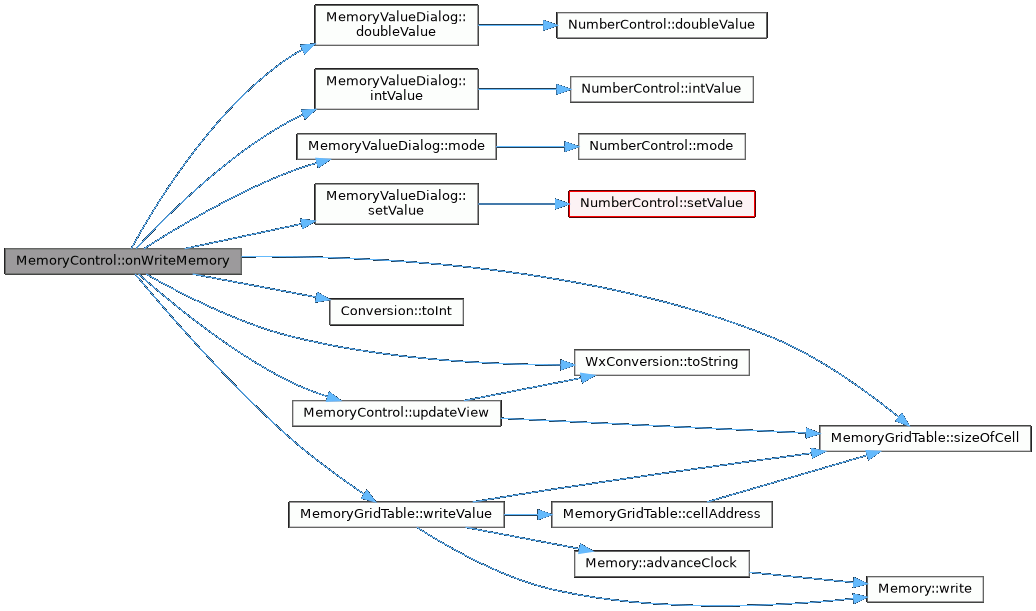 MemoryValueDialog::
doubleValue
NumberControl::doubleValue
MemoryValueDialog::
intValue
NumberControl::intValue
MemoryValueDialog::mode
NumberControl::mode
MemoryValueDialog::
setValue
NumberControl::setValue
MemoryControl::onWriteMemory
Conversion::toInt
WxConversion::toString
MemoryControl::updateView
MemoryGridTable::sizeOfCell
MemoryGridTable::writeValue
MemoryGridTable::cellAddress
Memory::advanceClock
Memory::write